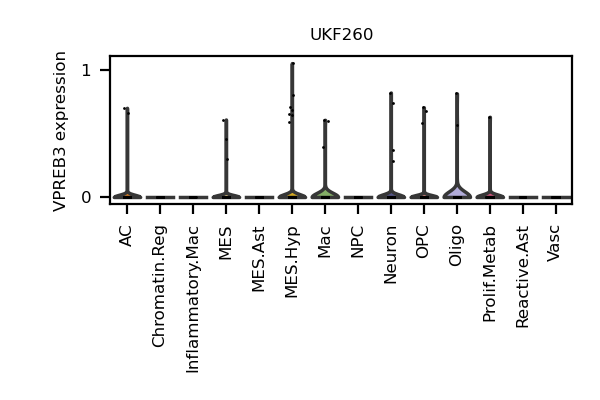 UKF260
VPREB3 expression
1
0
AC
Chromatin.Reg
Inflammatory.Mac
MES
MES.Ast
MES.Hyp
Mac
NPC
Neuron
OPC
Oligo
Prolif.Metab
Reactive.Ast
Vasc